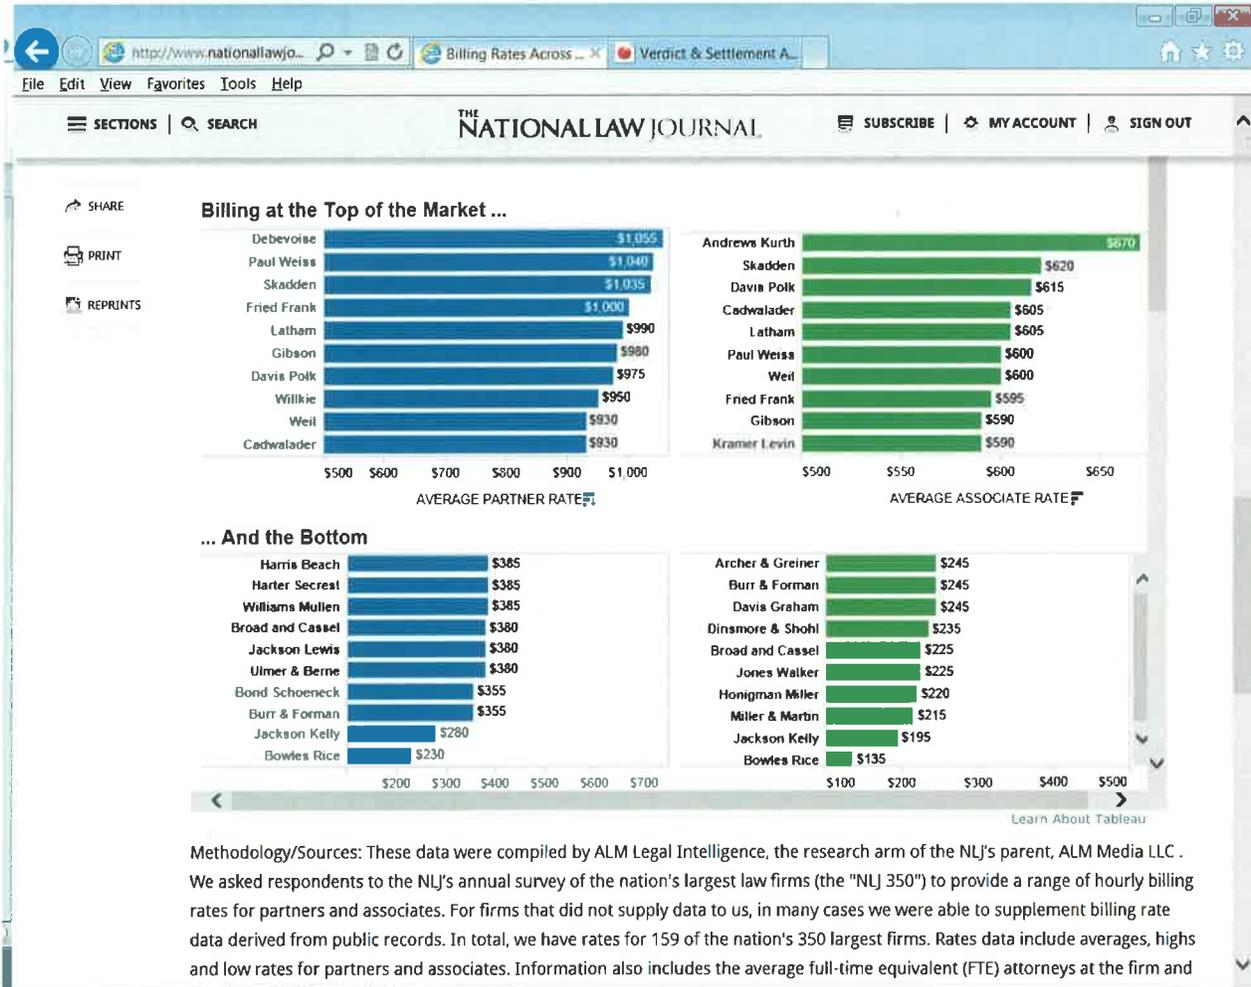 http://www.nationallawjo...
Billing Rates Across ...
Verdict & Settlement A...
File Edit View Favorites Tools Help
SECTIONS | SEARCH
THE NATIONAL LAW JOURNAL
SUBSCRIBE | MY ACCOUNT | SIGN OUT
SHARE
PRINT
REPRINTS
Billing at the Top of the Market ...
Debevoise $1,055
Paul Weiss $1,040
Skadden $1,035
Fried Frank $1,000
Latham $990
Gibson $980
Davis Polk $975
Willkie $950
Weil $930
Cadwalader $930
$500 $600 $700 $800 $900 $1,000
AVERAGE PARTNER RATE
Andrews Kurth $670
Skadden $620
Davis Polk $615
Cadwalader $605
Latham $605
Paul Weiss $600
Weil $600
Fried Frank $595
Gibson $590
Kramer Levin $590
$500 $550 $600 $650
AVERAGE ASSOCIATE RATE
... And the Bottom
Harris Beach $385
Harter Secrest $385
Williams Mullen $385
Broad and Cassel $380
Jackson Lewis $380
Ulmer & Berne $380
Bond Schoeneck $355
Burr & Forman $355
Jackson Kelly $280
Bowles Rice $230
$200 $300 $400 $500 $600 $700
Archer & Greiner $245
Burr & Forman $245
Davis Graham $245
Dinsmore & Shohl $235
Broad and Cassel $225
Jones Walker $225
Honigman Miller $220
Miller & Martin $215
Jackson Kelly $195
Bowles Rice $135
$100 $200 $300 $400 $500
Learn About Tableau
Methodology/Sources: These data were compiled by ALM Legal Intelligence, the research arm of the NLJ's parent, ALM Media LLC .
We asked respondents to the NLJ's annual survey of the nation's largest law firms (the "NLJ 350") to provide a range of hourly billing
rates for partners and associates. For firms that did not supply data to us, in many cases we were able to supplement billing rate
data derived from public records. In total, we have rates for 159 of the nation's 350 largest firms. Rates data include averages, highs
and low rates for partners and associates. Information also includes the average full-time equivalent (FTE) attorneys at the firm and